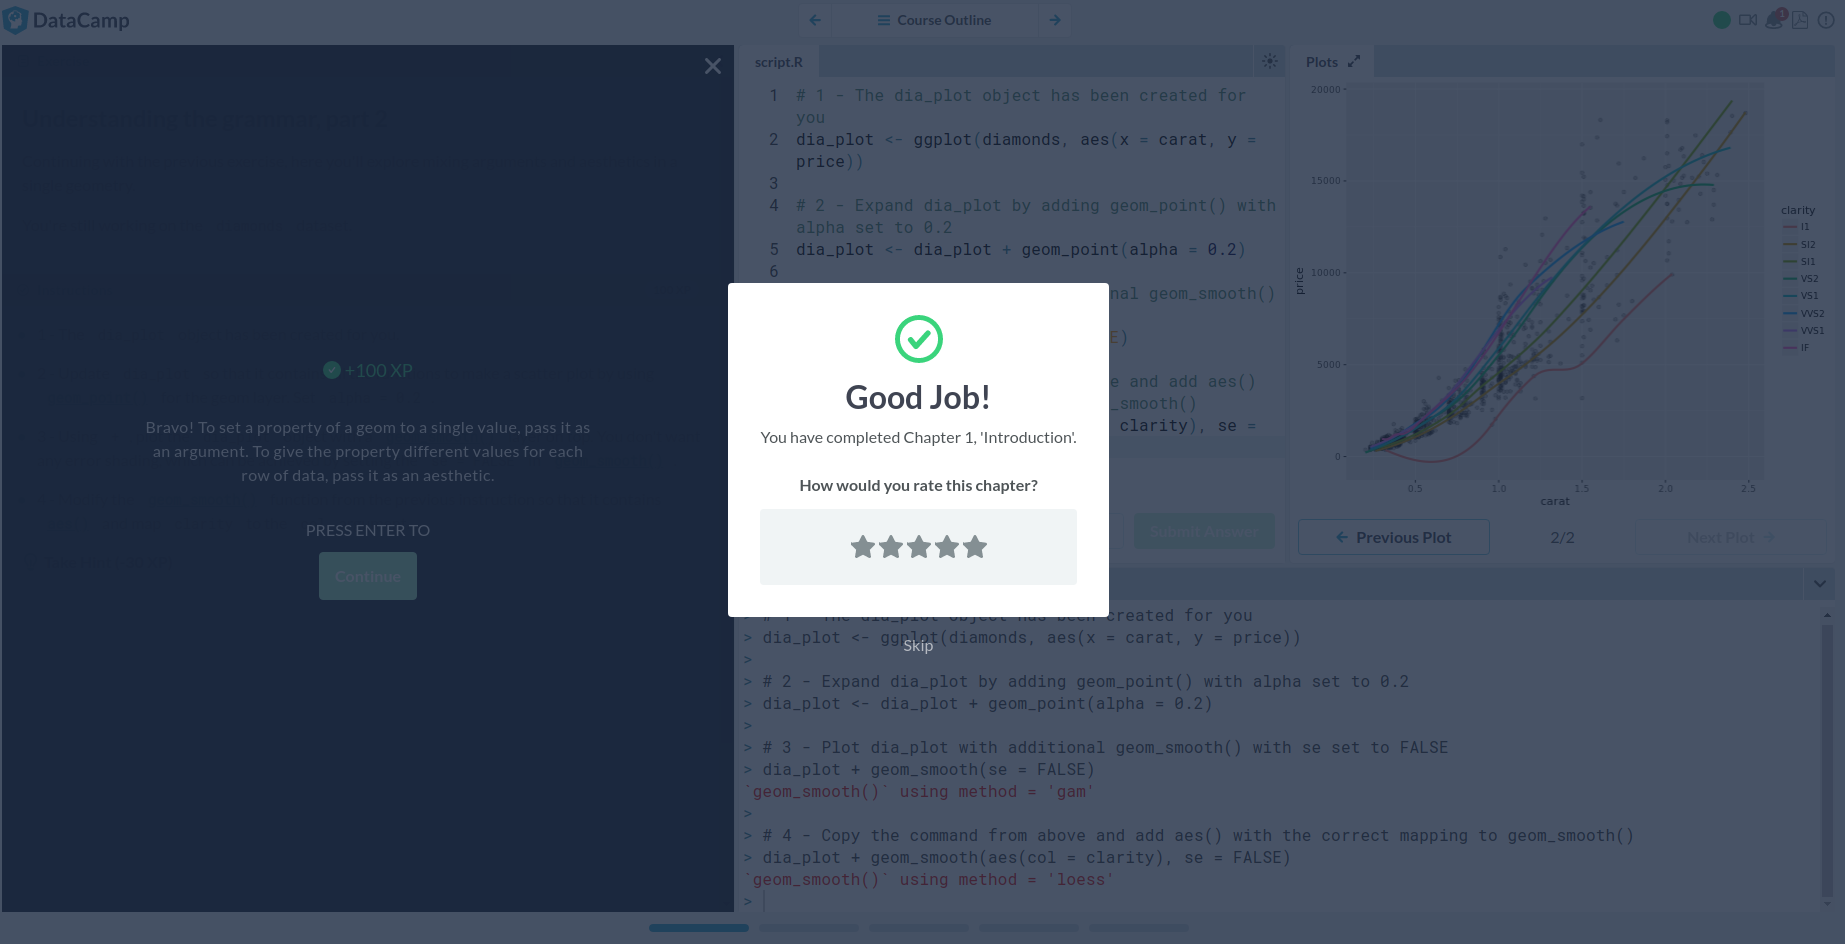 DataCamp
Course Outline
1
script.R
Plots
1 # 1 - The dia_plot object has been created for
you
2 dia_plot <- ggplot(diamonds, aes(x = carat, y =
price))
3
4 # 2 - Expand dia_plot by adding geom_point() with
alpha set to 0.2
5 dia_plot <- dia_plot + geom_point(alpha = 0.2)
6
nal geom_smooth()
E)
e and add aes()
_smooth()
clarity), se =
Submit Answer
20000
15000
10000
5000
0
price
0.5 1.0 1.5 2.0 2.5
carat
clarity
I1
SI2
SI1
VS2
VS1
VVS2
VVS1
IF
Previous Plot
2/2
Next Plot
Understanding the grammar, part 2
+100 XP
Bravo! To set a property of a geom to a single value, pass it as
an argument. To give the property different values for each
row of data, pass it as an aesthetic.
PRESS ENTER TO
Continue
Good Job!
You have completed Chapter 1, 'Introduction'.
How would you rate this chapter?
Skip
> # 1 - The dia_plot object has been created for you
> dia_plot <- ggplot(diamonds, aes(x = carat, y = price))
>
> # 2 - Expand dia_plot by adding geom_point() with alpha set to 0.2
> dia_plot <- dia_plot + geom_point(alpha = 0.2)
>
> # 3 - Plot dia_plot with additional geom_smooth() with se set to FALSE
> dia_plot + geom_smooth(se = FALSE)
`geom_smooth()` using method = 'gam'
>
> # 4 - Copy the command from above and add aes() with the correct mapping to geom_smooth()
> dia_plot + geom_smooth(aes(col = clarity), se = FALSE)
`geom_smooth()` using method = 'loess'
>